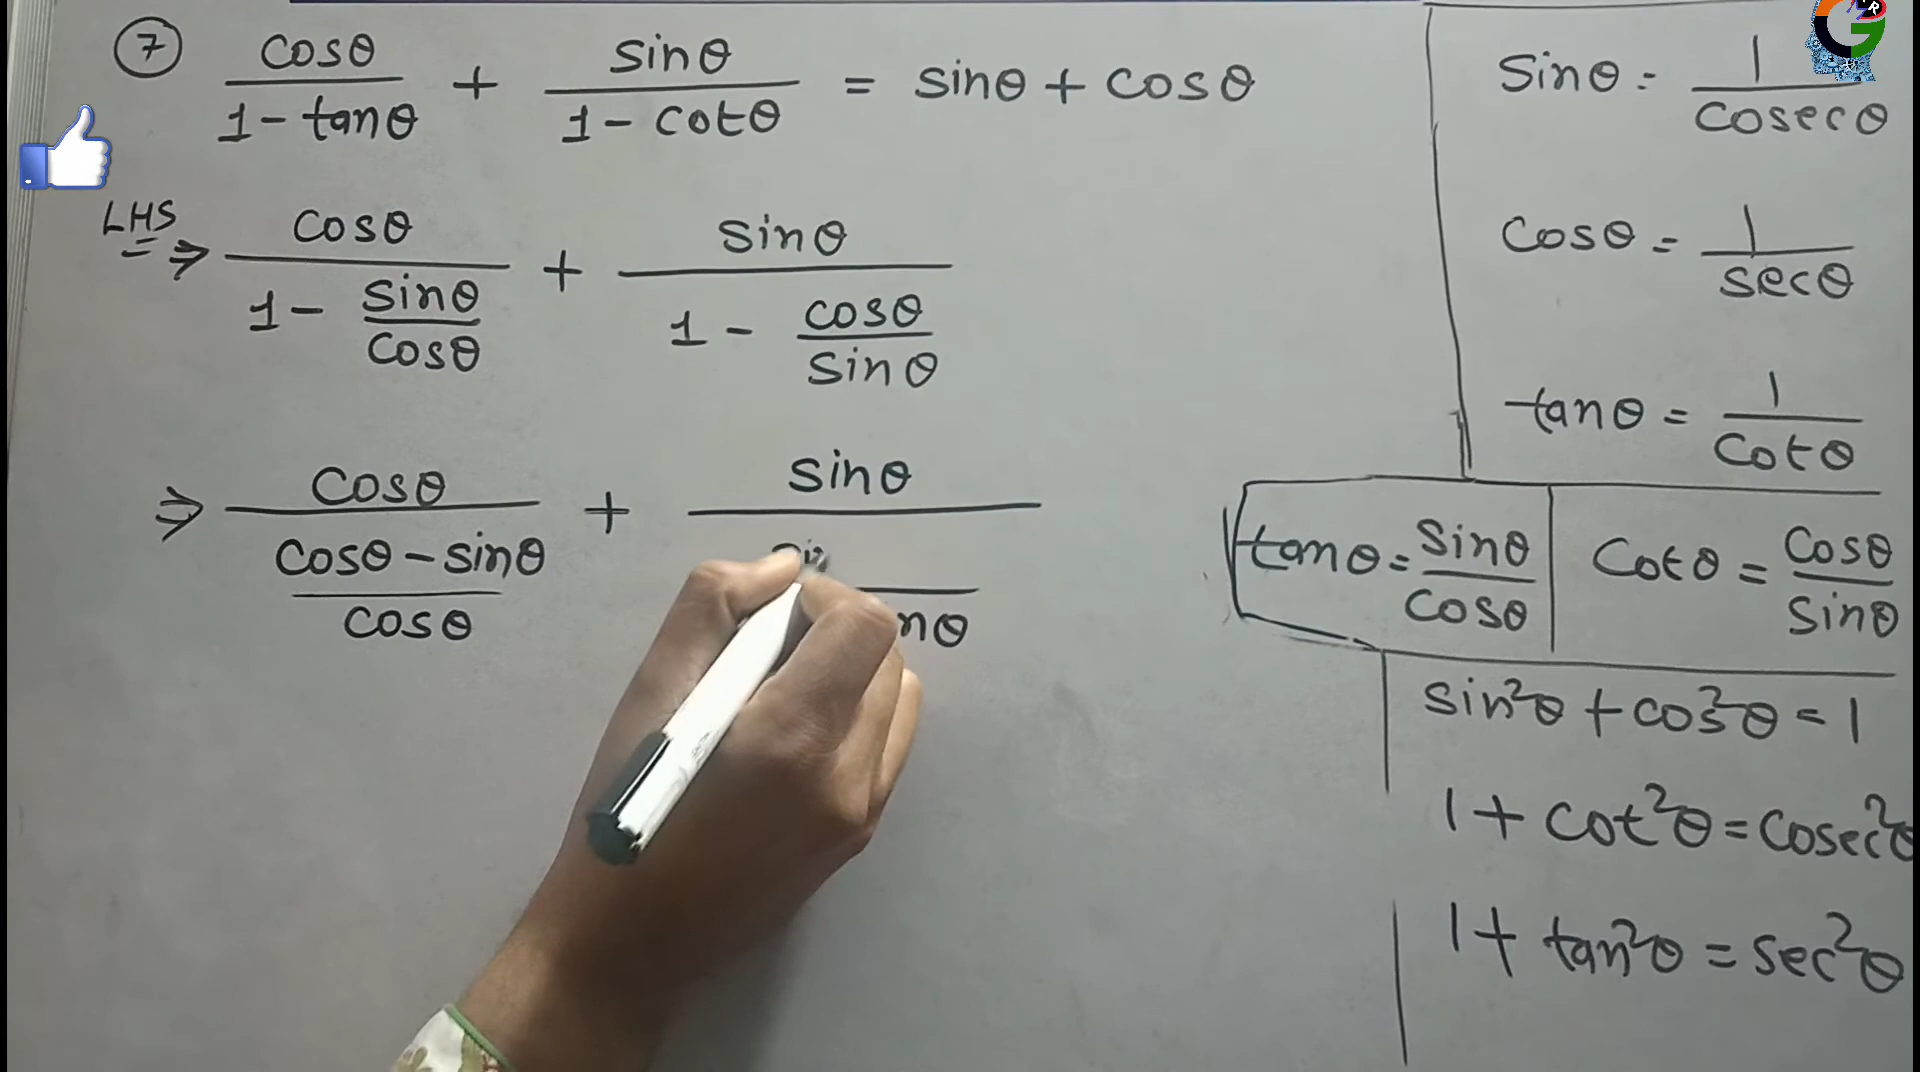 7 cosθ/(1 - tanθ) + sinθ/(1 - cotθ) = sinθ + cosθ
LHS ⇒ cosθ/(1 - sinθ/cosθ) + sinθ/(1 - cosθ/sinθ)
⇒ cosθ/((cosθ - sinθ)/cosθ) + sinθ/
nθ
sinθ = 1/cosecθ
cosθ = 1/secθ
tanθ = 1/cotθ
tanθ = sinθ/cosθ
cotθ = cosθ/sinθ
sin²θ + cos²θ = 1
1 + cot²θ = cosec²θ
1 + tan²θ = sec²θ